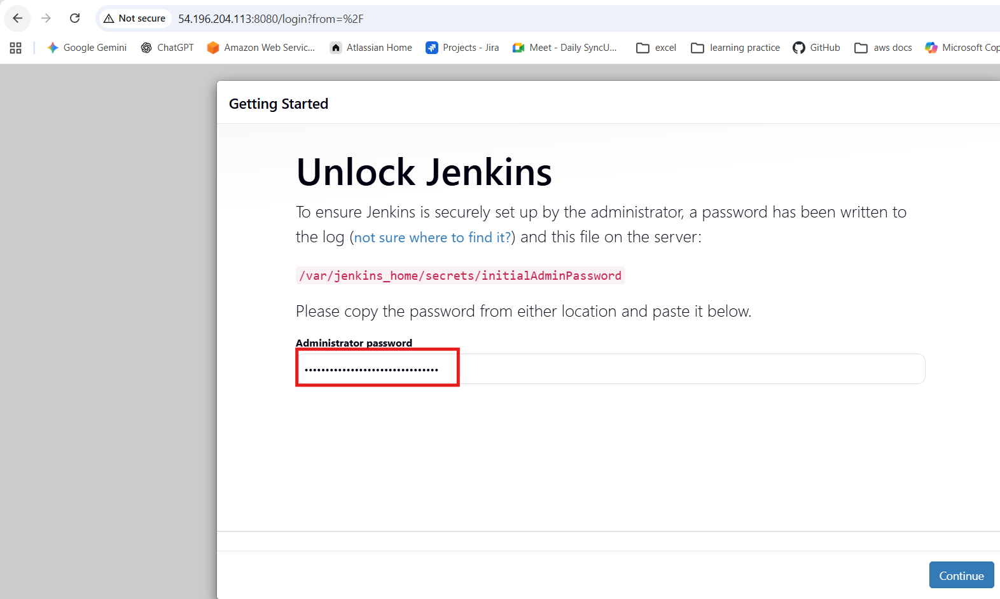 Not secure 54.196.204.113:8080/login?from=%2F
Google Gemini ChatGPT Amazon Web Servic... Atlassian Home Projects - Jira Meet - Daily SyncU... excel learning practice GitHub aws docs Microsoft Cop
Getting Started
Unlock Jenkins
To ensure Jenkins is securely set up by the administrator, a password has been written to
the log (not sure where to find it?) and this file on the server:
/var/jenkins_home/secrets/initialAdminPassword
Please copy the password from either location and paste it below.
Administrator password
••••••••••••••••••••••••••••••••
Continue